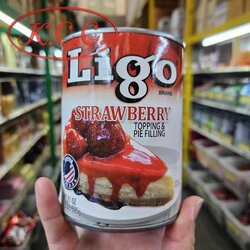 K.C.C
Ligo
BRAND
STRAWBERRY
TOPPING &
PIE FILLING